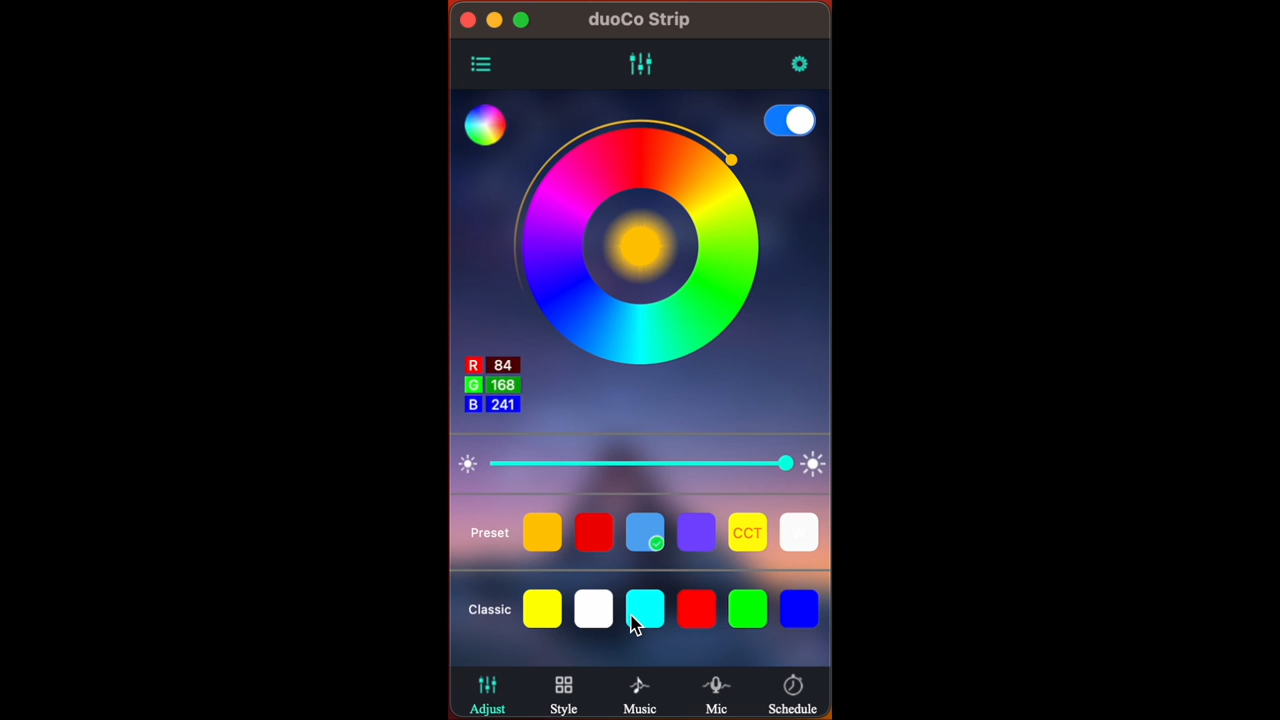 duoCo Strip
R 84
G 168
B 241
Preset CCT
Classic
Adjust Style Music Mic Schedule